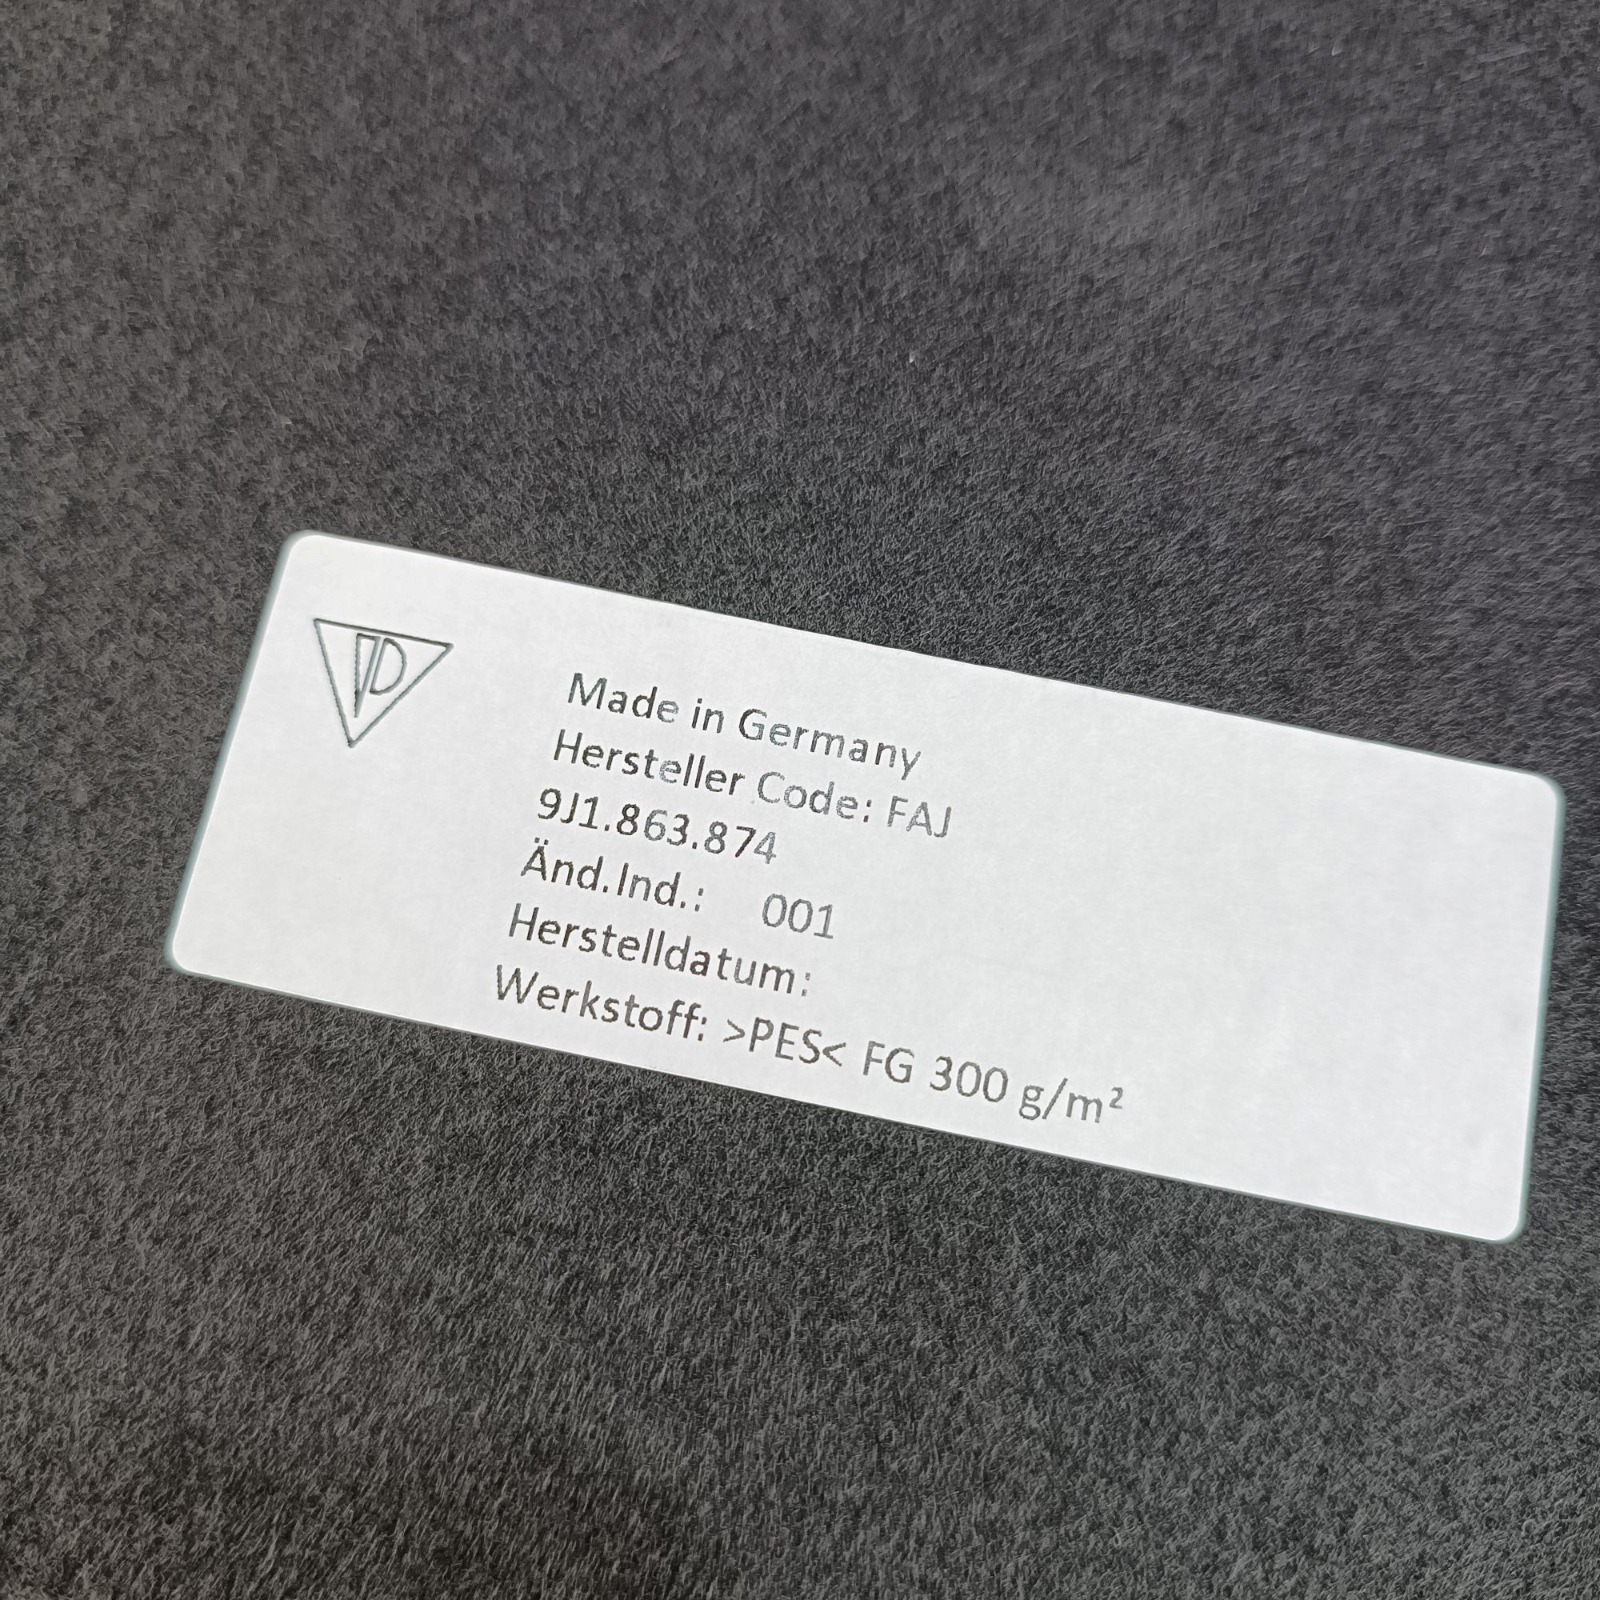 Made in Germany
Hersteller Code: FAJ
9J1.863.874
Änd.Ind.: 001
Herstelldatum:
Werkstoff: >PES< FG 300 g/m²